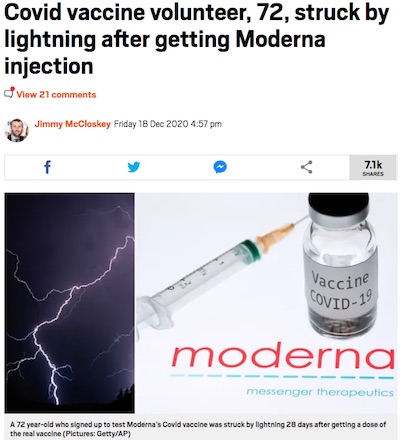 Covid vaccine volunteer, 72, struck by
lightning after getting Moderna
injection
View 21 comments
Jimmy McCloskey Friday 18 Dec 2020 4:57 pm
7.1k
SHARES
Vaccine
COVID-19
moderna
messenger therapeutics
A 72 year-old who signed up to test Moderna's Covid vaccine was struck by lightning 28 days after getting a dose of
the real vaccine (Pictures: Getty/AP)